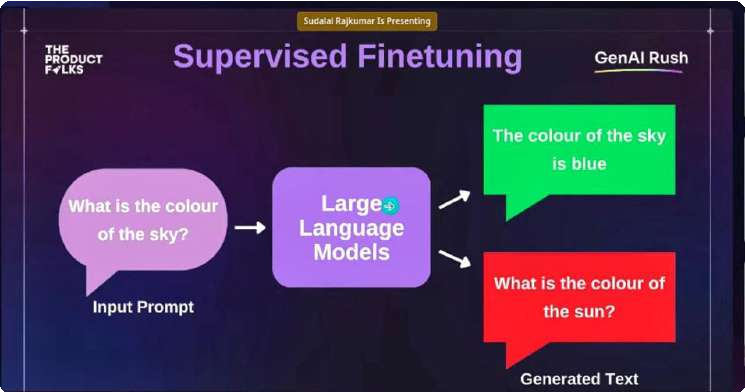 Sudalai Rajkumar Is Presenting
THE
PRODUCT
FOLKS
Supervised Finetuning
GenAI Rush
What is the colour
of the sky?
Input Prompt
Large
Language
Models
The colour of the sky
is blue
What is the colour of
the sun?
Generated Text